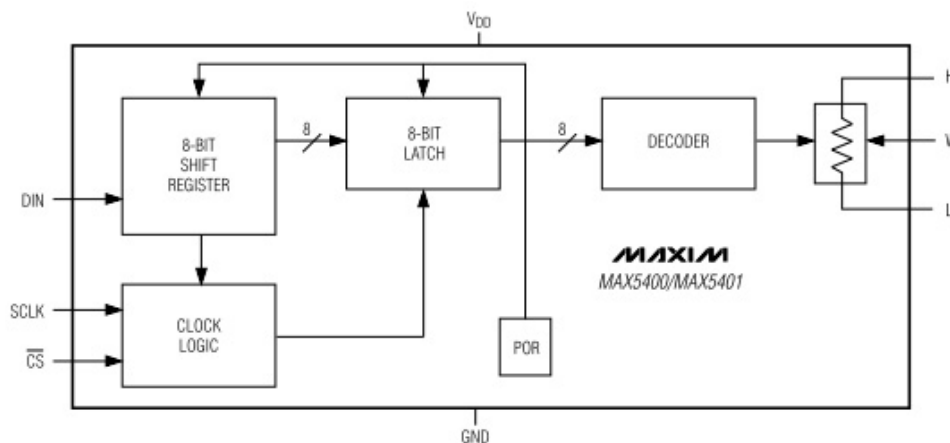 VDD
H
8
8
8-BIT
SHIFT
REGISTER
8-BIT
LATCH
DECODER
DIN
L
MAXIM
MAX5400/MAX5401
SCLK
CLOCK
LOGIC
POR
CS
GND